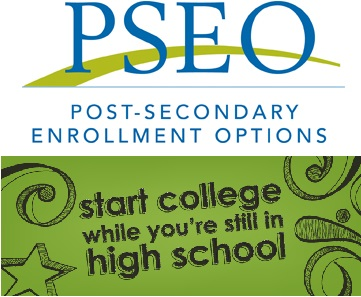 PSEO
POST-SECONDARY
ENROLLMENT OPTIONS
start college
while you're still in
high school